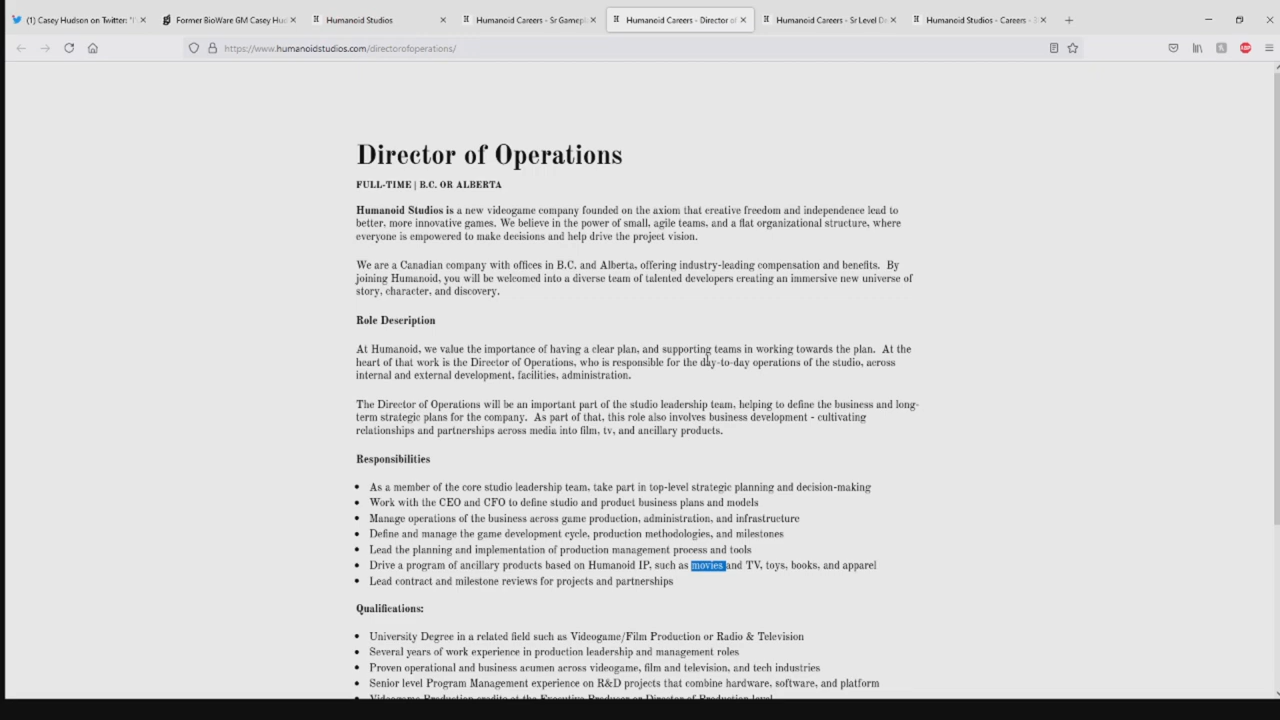 (1) Casey Hudson on Twitter: "I
Former BioWare GM Casey Hud
Humanoid Studios
Humanoid Careers - Sr Gamepl
Humanoid Careers - Director of
Humanoid Careers - Sr Level D
Humanoid Studios - Careers - 3
https://www.humanoidstudios.com/directorofoperations/
ABP
Director of Operations
FULL-TIME | B.C. OR ALBERTA
Humanoid Studios is a new videogame company founded on the axiom that creative freedom and independence lead to
better, more innovative games. We believe in the power of small, agile teams, and a flat organizational structure, where
everyone is empowered to make decisions and help drive the project vision.
We are a Canadian company with offices in B.C. and Alberta, offering industry-leading compensation and benefits. By
joining Humanoid, you will be welcomed into a diverse team of talented developers creating an immersive new universe of
story, character, and discovery.
Role Description
At Humanoid, we value the importance of having a clear plan, and supporting teams in working towards the plan. At the
heart of that work is the Director of Operations, who is responsible for the day-to-day operations of the studio, across
internal and external development, facilities, administration.
The Director of Operations will be an important part of the studio leadership team, helping to define the business and long-
term strategic plans for the company. As part of that, this role also involves business development - cultivating
relationships and partnerships across media into film, tv, and ancillary products.
Responsibilities
• As a member of the core studio leadership team, take part in top-level strategic planning and decision-making
• Work with the CEO and CFO to define studio and product business plans and models
• Manage operations of the business across game production, administration, and infrastructure
• Define and manage the game development cycle, production methodologies, and milestones
• Lead the planning and implementation of production management process and tools
• Drive a program of ancillary products based on Humanoid IP, such as movies and TV, toys, books, and apparel
• Lead contract and milestone reviews for projects and partnerships
Qualifications:
• University Degree in a related field such as Videogame/Film Production or Radio & Television
• Several years of work experience in production leadership and management roles
• Proven operational and business acumen across videogame, film and television, and tech industries
• Senior level Program Management experience on R&D projects that combine hardware, software, and platform
• Videogame Production credits at the Executive Producer or Director of Production level